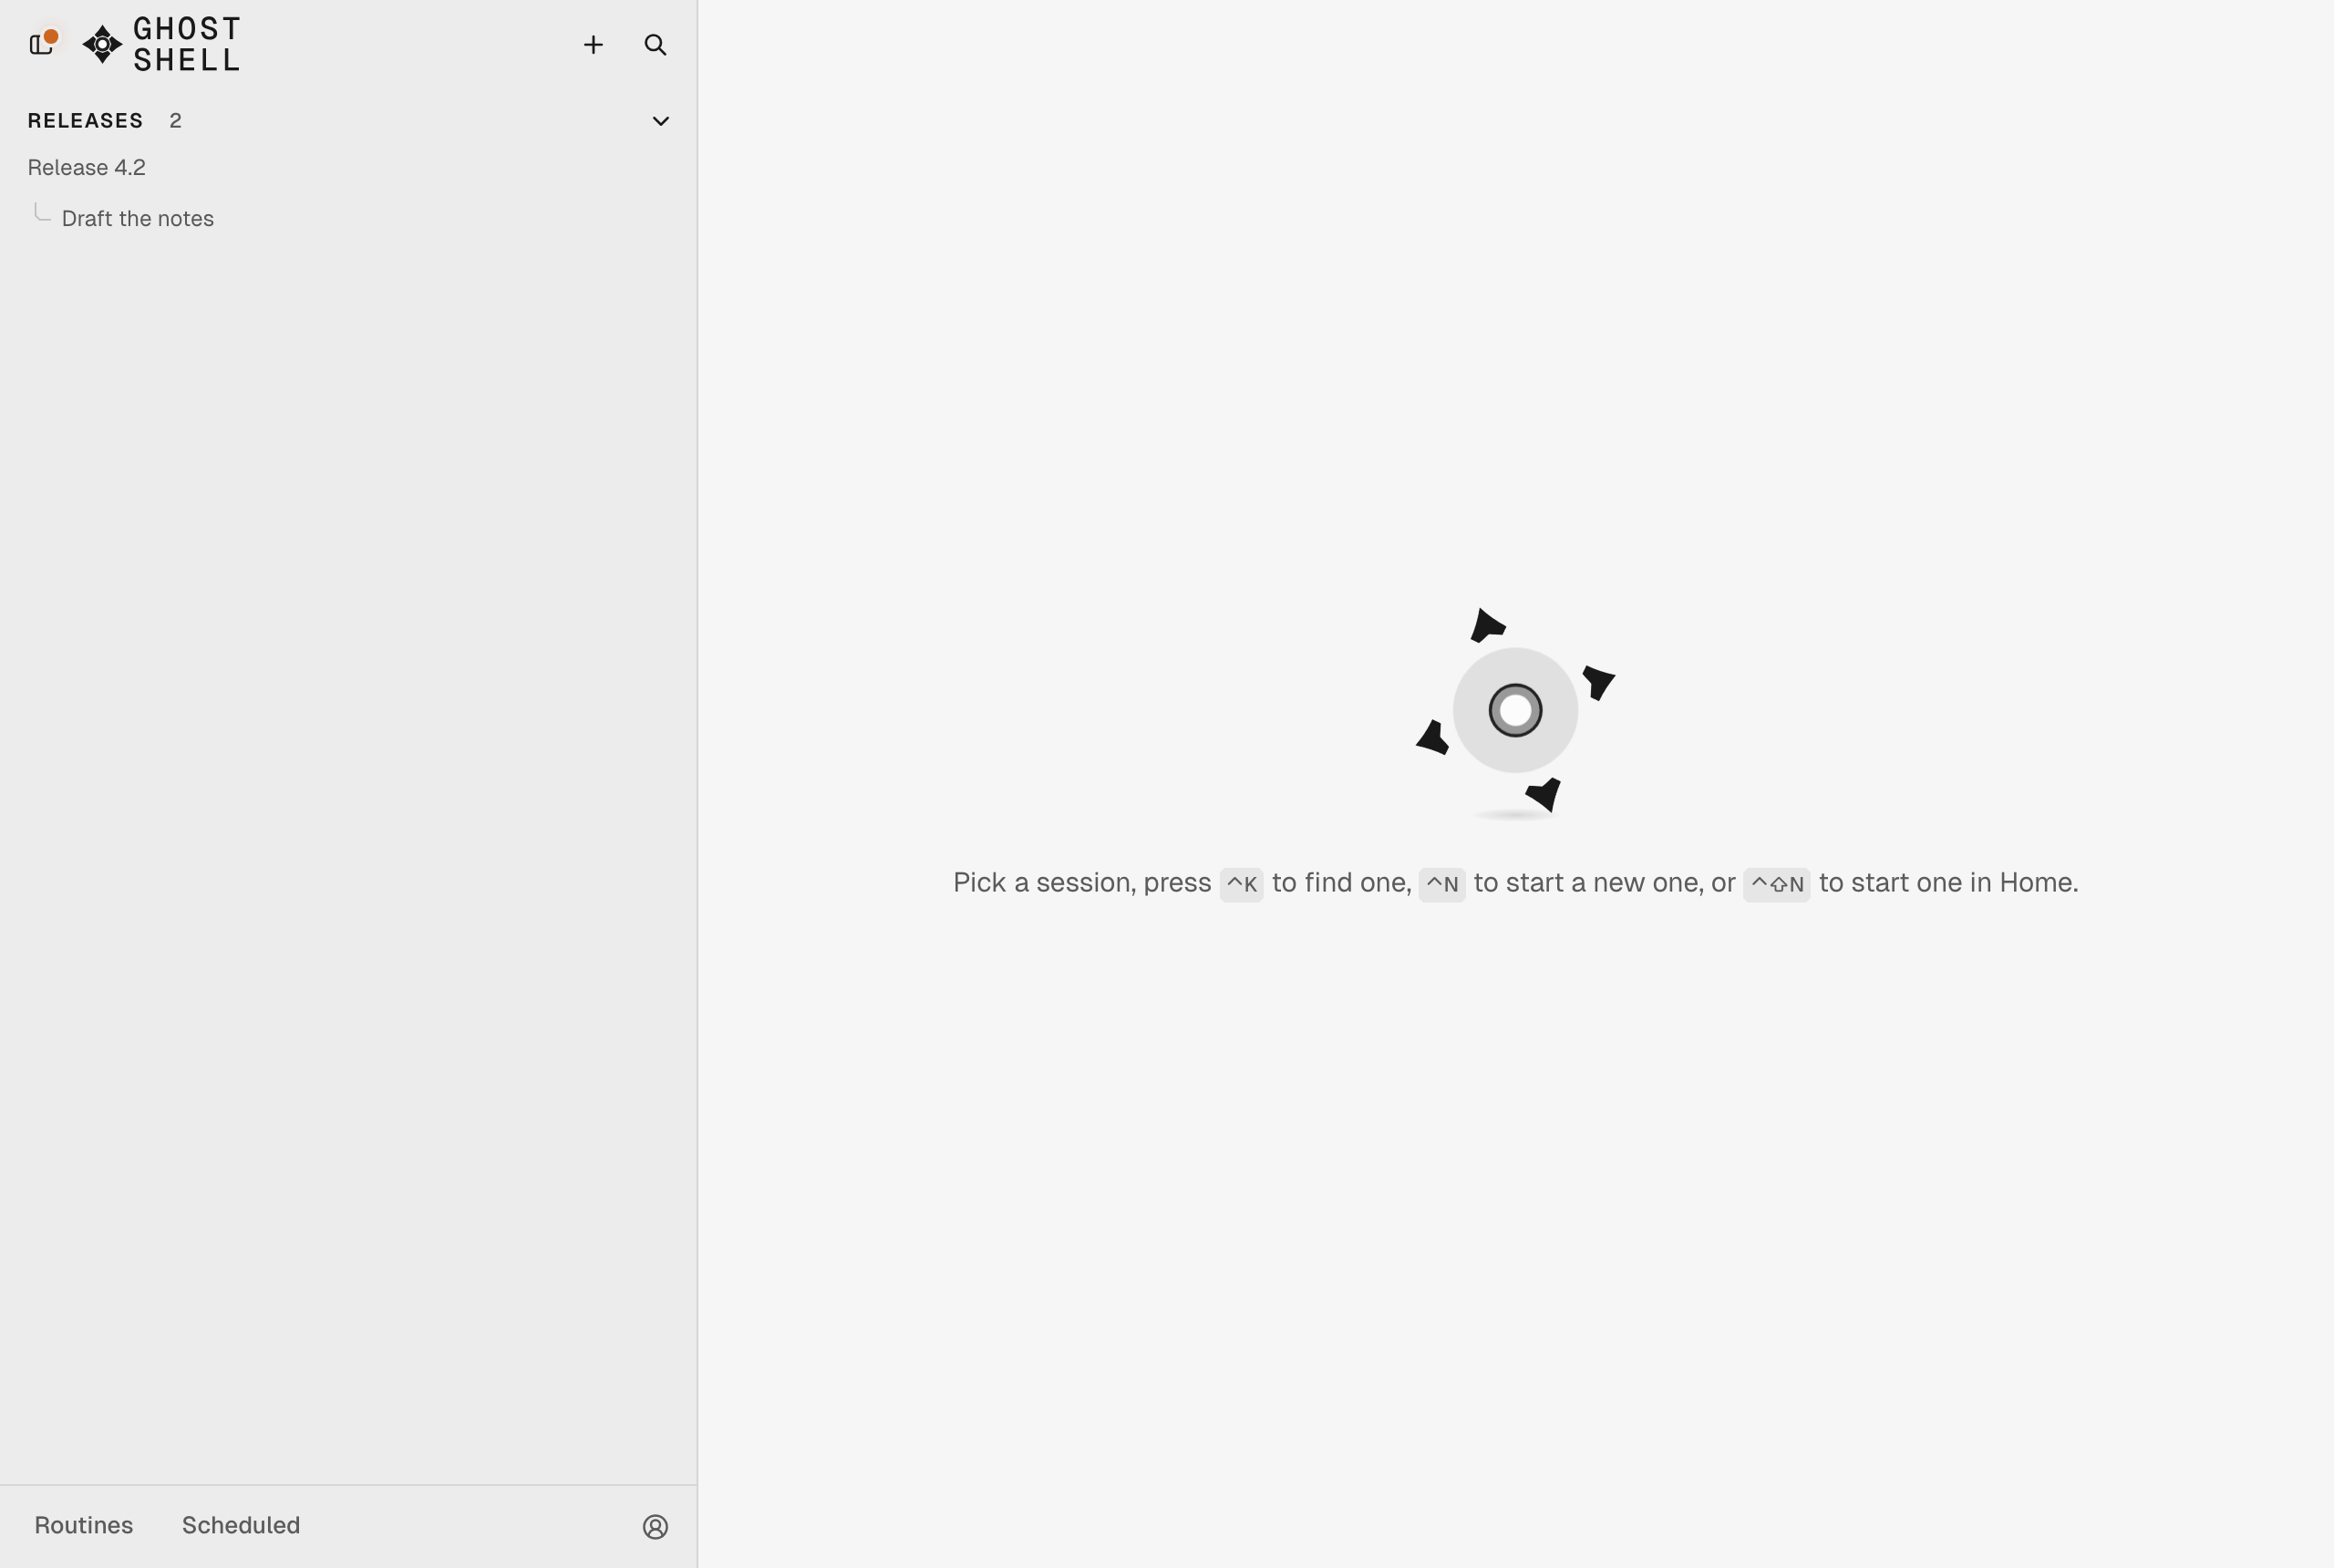 GHOST
SHELL
RELEASES 2
Release 4.2
Draft the notes
Pick a session, press ^K to find one, ^N to start a new one, or ^⇧N to start one in Home.
Routines Scheduled